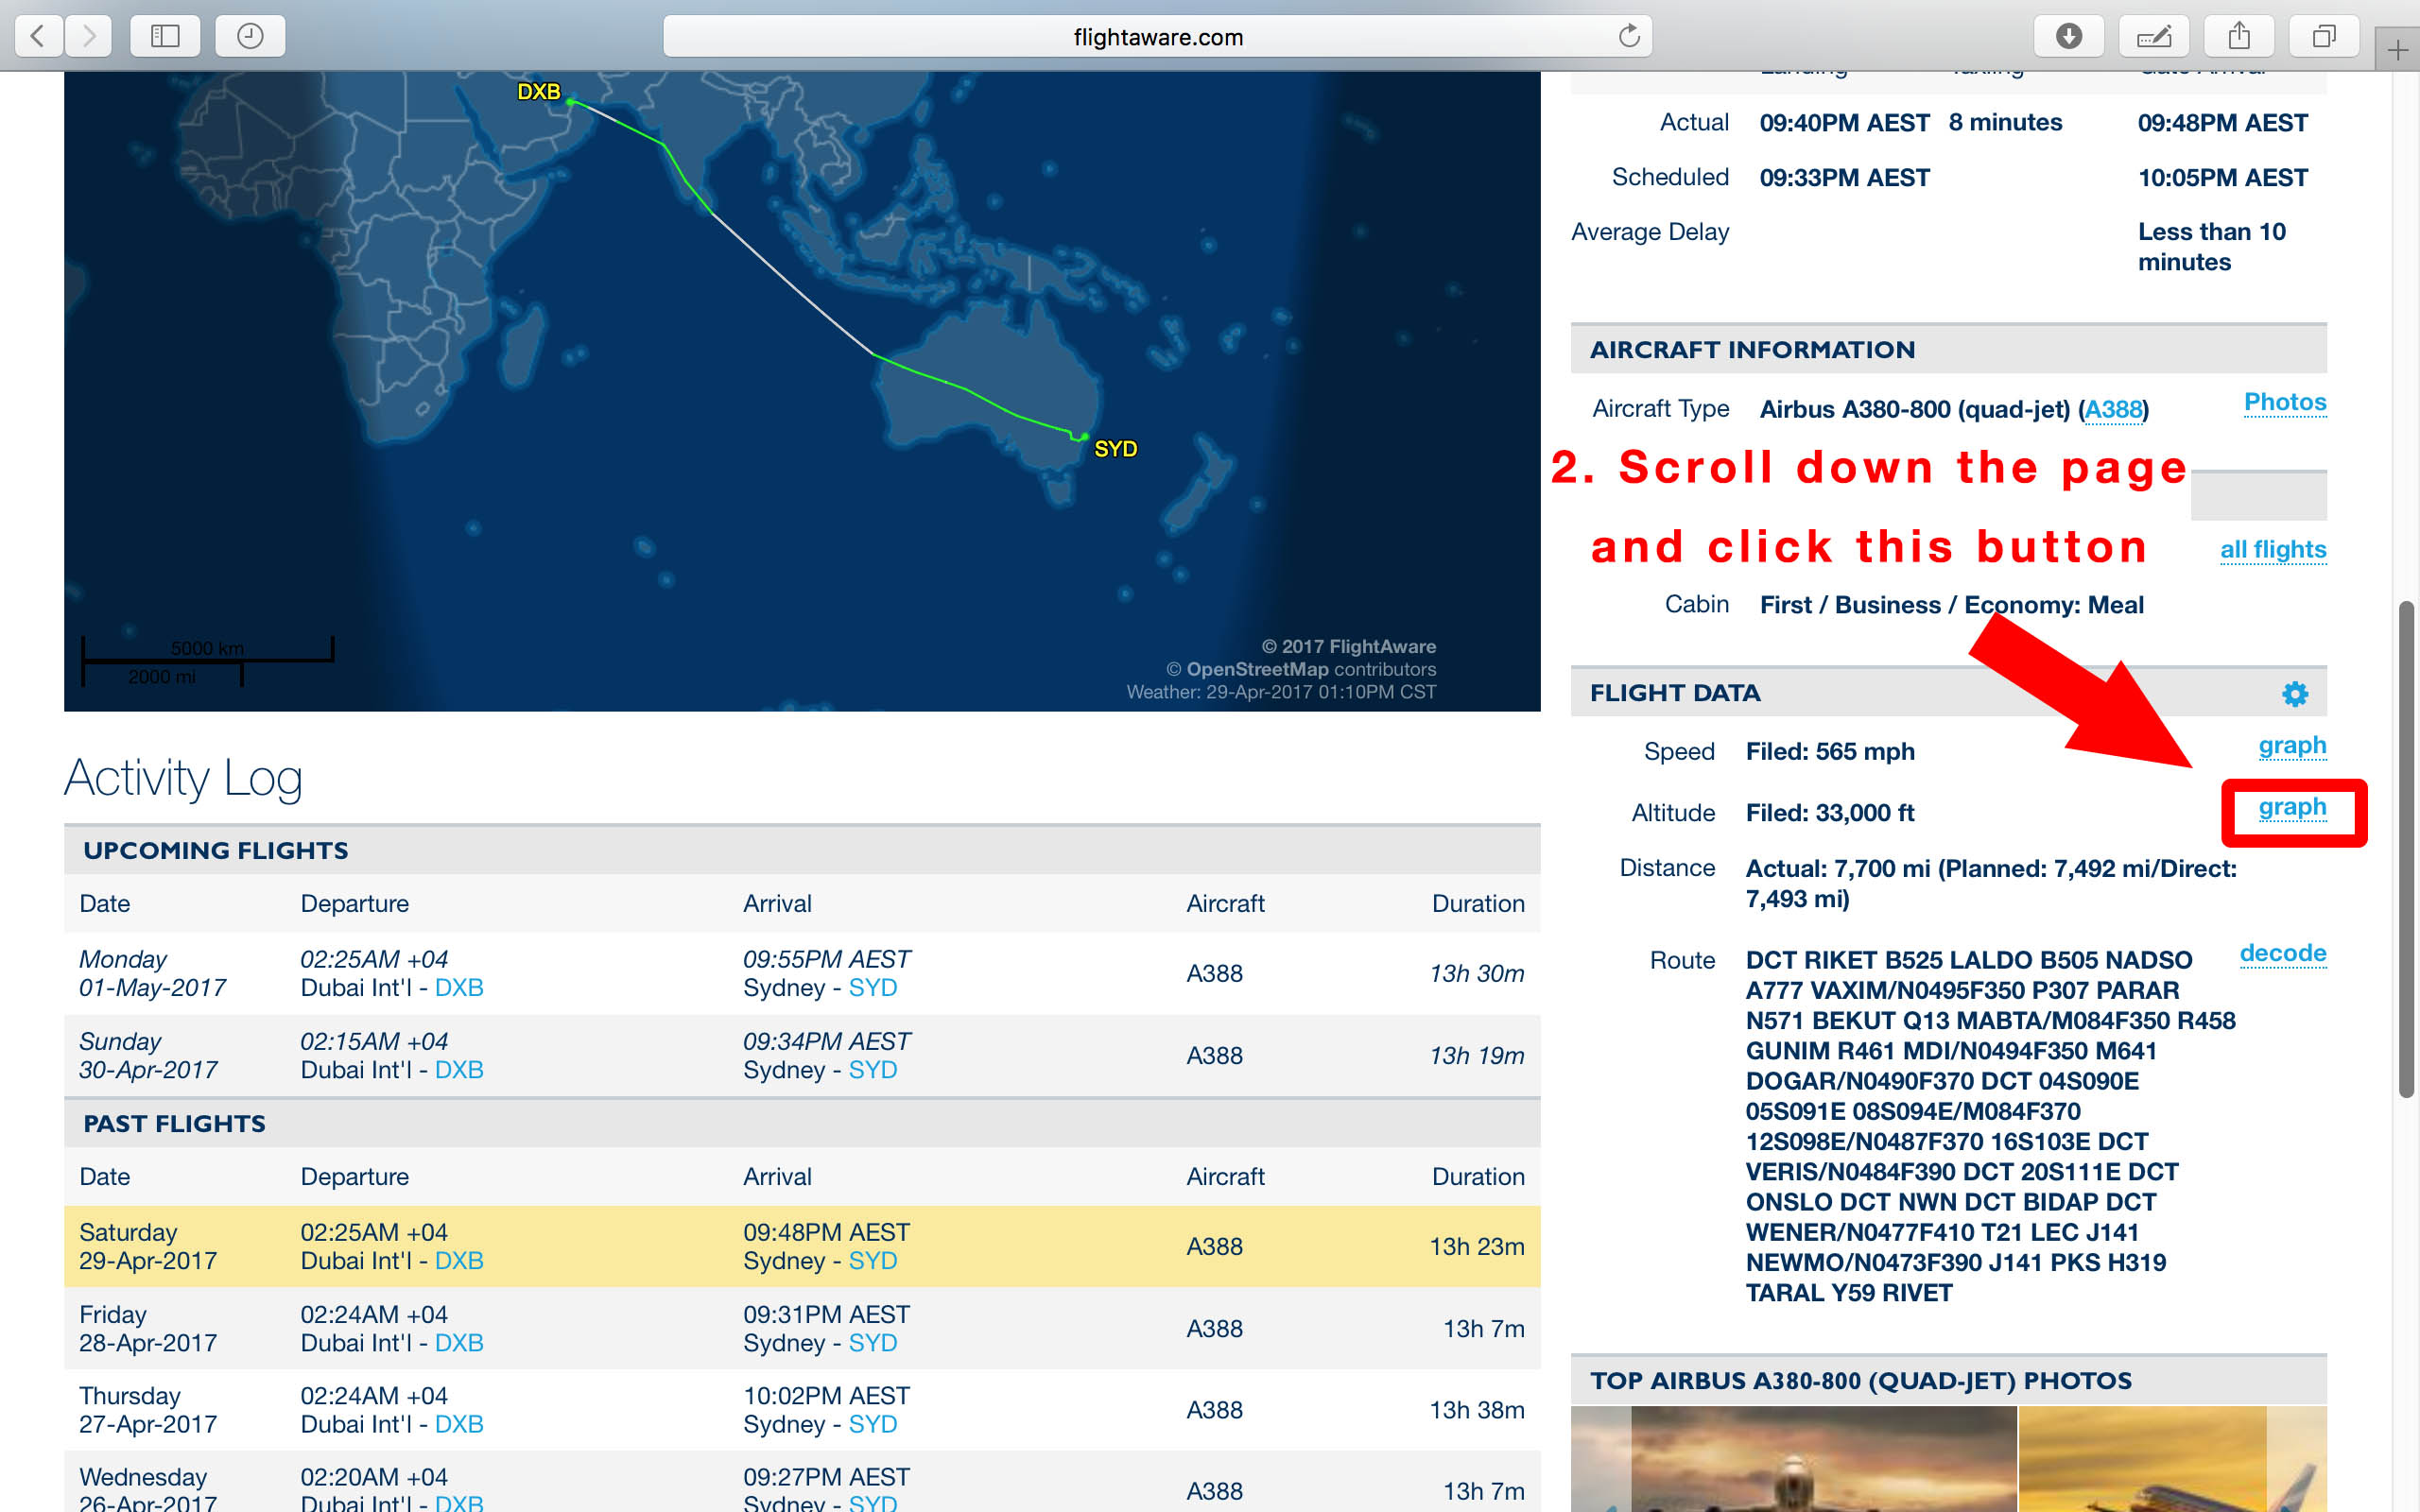 flightaware.com
DXB
SYD
5000 km
2000 mi
© 2017 FlightAware
© OpenStreetMap contributors
Weather: 29-Apr-2017 01:10PM CST
Landing Taxiing Gate Arrival
Actual 09:40PM AEST 8 minutes 09:48PM AEST
Scheduled 09:33PM AEST 10:05PM AEST
Average Delay Less than 10
minutes
AIRCRAFT INFORMATION
Aircraft Type Airbus A380-800 (quad-jet) (A388) Photos
2. Scroll down the page
and click this button
all flights
Cabin First / Business / Economy: Meal
FLIGHT DATA
Speed Filed: 565 mph graph
Altitude Filed: 33,000 ft graph
Distance Actual: 7,700 mi (Planned: 7,492 mi/Direct:
7,493 mi)
Route DCT RIKET B525 LALDO B505 NADSO decode
A777 VAXIM/N0495F350 P307 PARAR
N571 BEKUT Q13 MABTA/M084F350 R458
GUNIM R461 MDI/N0494F350 M641
DOGAR/N0490F370 DCT 04S090E
05S091E 08S094E/M084F370
12S098E/N0487F370 16S103E DCT
VERIS/N0484F390 DCT 20S111E DCT
ONSLO DCT NWN DCT BIDAP DCT
WENER/N0477F410 T21 LEC J141
NEWMO/N0473F390 J141 PKS H319
TARAL Y59 RIVET
TOP AIRBUS A380-800 (QUAD-JET) PHOTOS
Activity Log
UPCOMING FLIGHTS
Date Departure Arrival Aircraft Duration
Monday 02:25AM +04 09:55PM AEST
01-May-2017 Dubai Int'l - DXB Sydney - SYD A388 13h 30m
Sunday 02:15AM +04 09:34PM AEST
30-Apr-2017 Dubai Int'l - DXB Sydney - SYD A388 13h 19m
PAST FLIGHTS
Date Departure Arrival Aircraft Duration
Saturday 02:25AM +04 09:48PM AEST
29-Apr-2017 Dubai Int'l - DXB Sydney - SYD A388 13h 23m
Friday 02:24AM +04 09:31PM AEST
28-Apr-2017 Dubai Int'l - DXB Sydney - SYD A388 13h 7m
Thursday 02:24AM +04 10:02PM AEST
27-Apr-2017 Dubai Int'l - DXB Sydney - SYD A388 13h 38m
Wednesday 02:20AM +04 09:27PM AEST
26-Apr-2017 Dubai Int'l - DXB Sydney - SYD A388 13h 7m